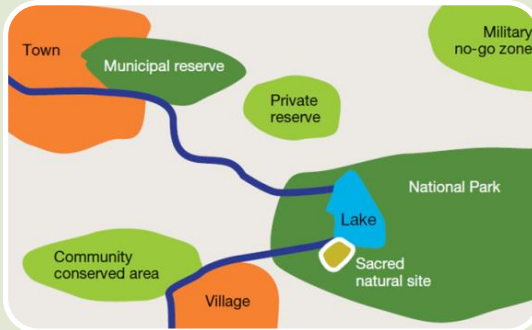 Town
Municipal reserve
Military
no-go zone
Private
reserve
National Park
Lake
Community
conserved area
Sacred
natural site
Village